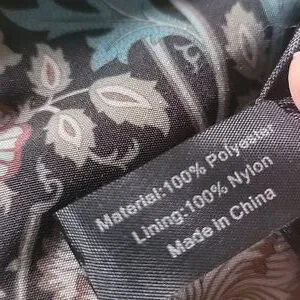 Material:100% Polyester
Lining:100% Nylon
Made in China